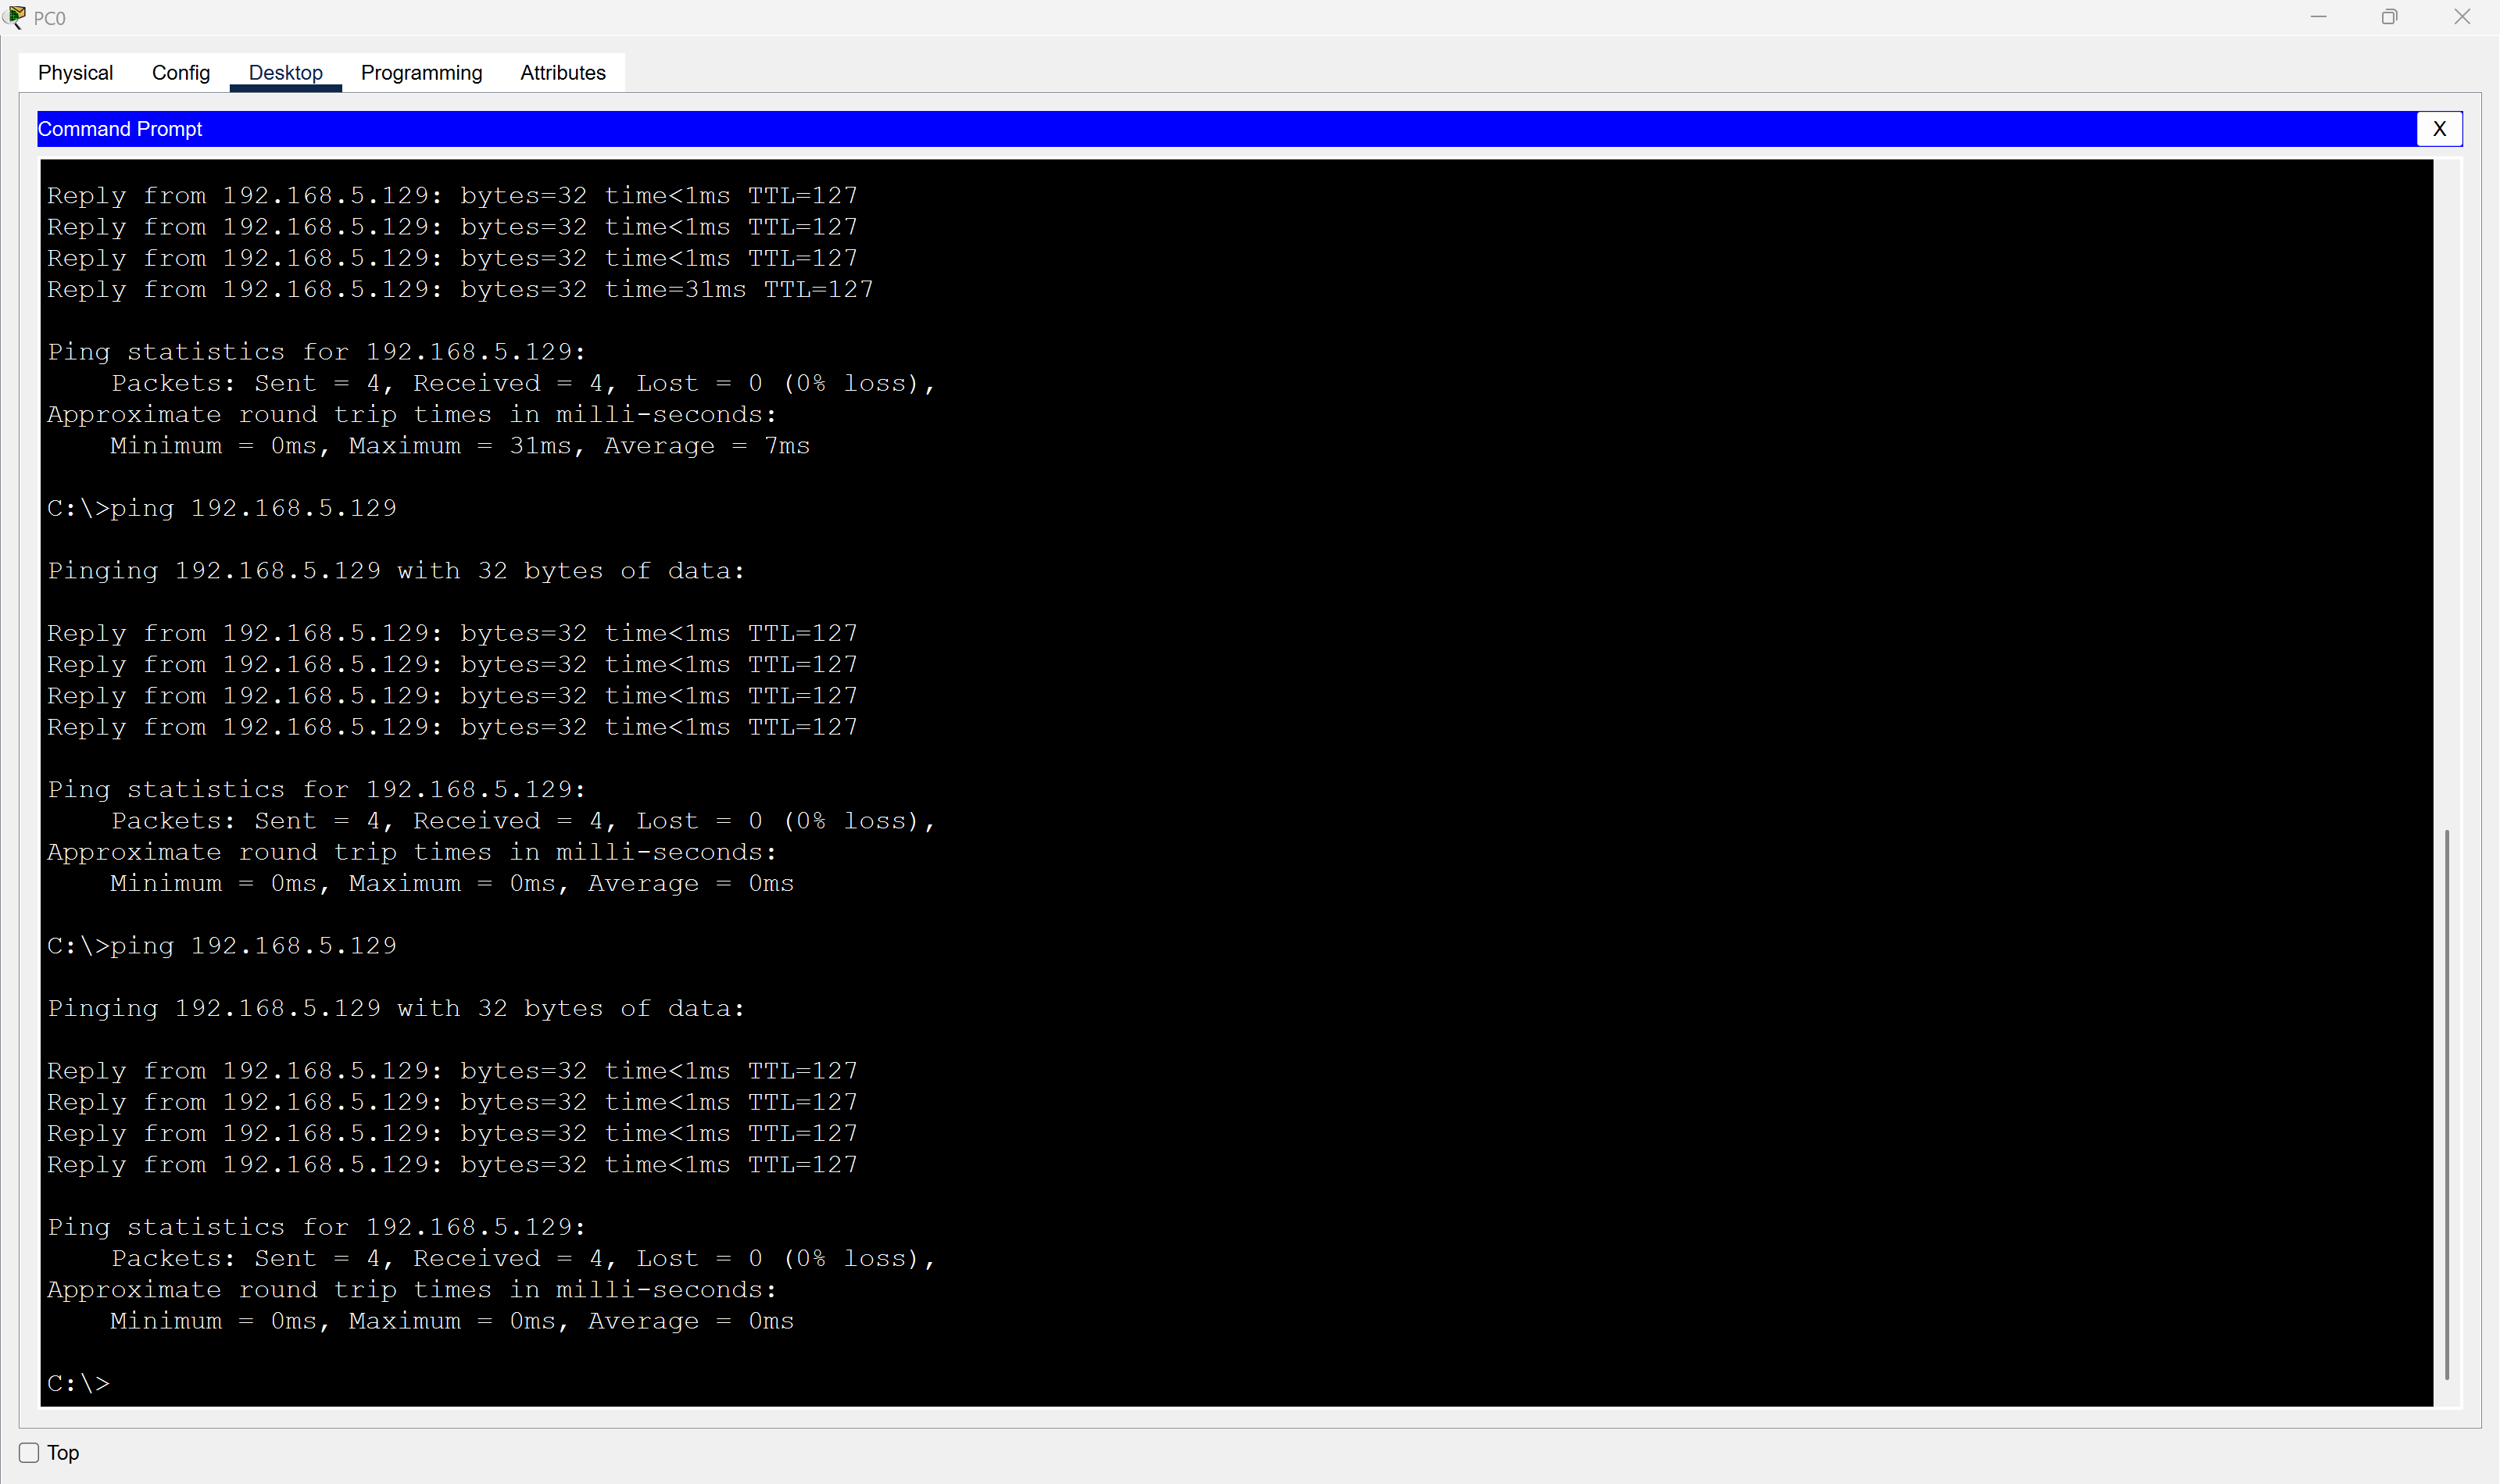 PC0
Physical Config Desktop Programming Attributes
Command Prompt X
Reply from 192.168.5.129: bytes=32 time<1ms TTL=127
Reply from 192.168.5.129: bytes=32 time<1ms TTL=127
Reply from 192.168.5.129: bytes=32 time<1ms TTL=127
Reply from 192.168.5.129: bytes=32 time=31ms TTL=127
Ping statistics for 192.168.5.129:
Packets: Sent = 4, Received = 4, Lost = 0 (0% loss),
Approximate round trip times in milli-seconds:
Minimum = 0ms, Maximum = 31ms, Average = 7ms
C:\>ping 192.168.5.129
Pinging 192.168.5.129 with 32 bytes of data:
Reply from 192.168.5.129: bytes=32 time<1ms TTL=127
Reply from 192.168.5.129: bytes=32 time<1ms TTL=127
Reply from 192.168.5.129: bytes=32 time<1ms TTL=127
Reply from 192.168.5.129: bytes=32 time<1ms TTL=127
Ping statistics for 192.168.5.129:
Packets: Sent = 4, Received = 4, Lost = 0 (0% loss),
Approximate round trip times in milli-seconds:
Minimum = 0ms, Maximum = 0ms, Average = 0ms
C:\>ping 192.168.5.129
Pinging 192.168.5.129 with 32 bytes of data:
Reply from 192.168.5.129: bytes=32 time<1ms TTL=127
Reply from 192.168.5.129: bytes=32 time<1ms TTL=127
Reply from 192.168.5.129: bytes=32 time<1ms TTL=127
Reply from 192.168.5.129: bytes=32 time<1ms TTL=127
Ping statistics for 192.168.5.129:
Packets: Sent = 4, Received = 4, Lost = 0 (0% loss),
Approximate round trip times in milli-seconds:
Minimum = 0ms, Maximum = 0ms, Average = 0ms
C:\>
Top